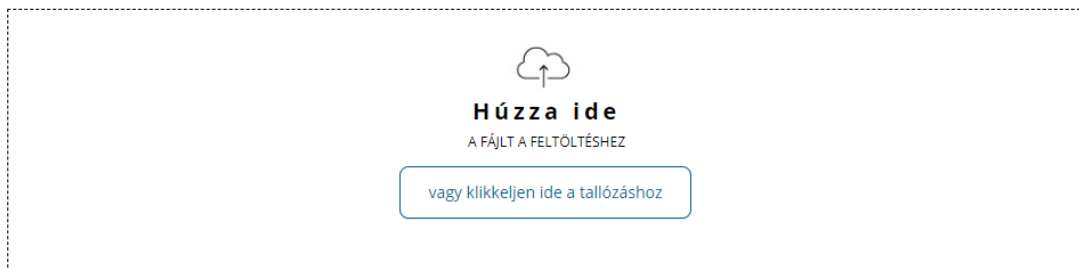 Húzza ide
A FÁJLT A FELTÖLTÉSHEZ
vagy klikkeljen ide a tallózáshoz